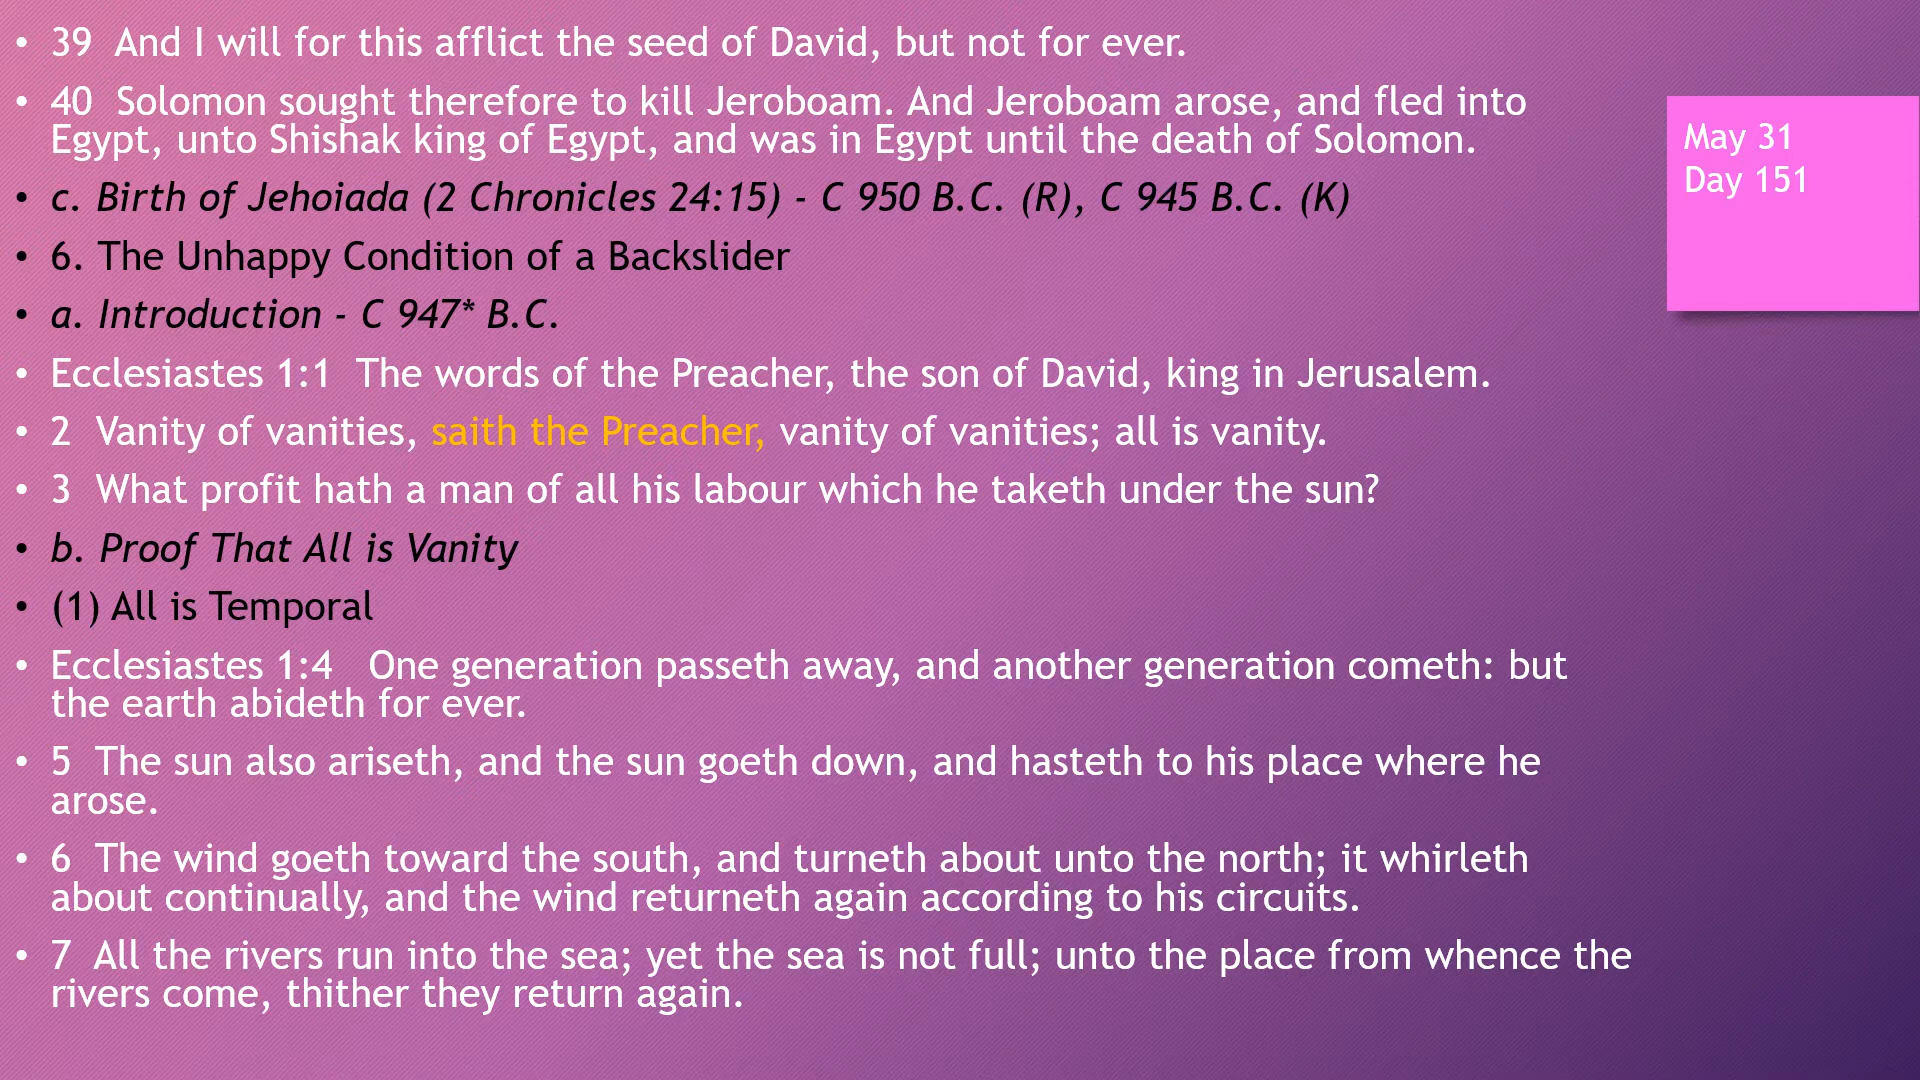 • 39  And I will for this afflict the seed of David, but not for ever.
• 40  Solomon sought therefore to kill Jeroboam. And Jeroboam arose, and fled into
Egypt, unto Shishak king of Egypt, and was in Egypt until the death of Solomon.
• c. Birth of Jehoiada (2 Chronicles 24:15) - C 950 B.C. (R), C 945 B.C. (K)
• 6. The Unhappy Condition of a Backslider
• a. Introduction - C 947* B.C.
• Ecclesiastes 1:1  The words of the Preacher, the son of David, king in Jerusalem.
• 2  Vanity of vanities, saith the Preacher, vanity of vanities; all is vanity.
• 3  What profit hath a man of all his labour which he taketh under the sun?
• b. Proof That All is Vanity
• (1) All is Temporal
• Ecclesiastes 1:4   One generation passeth away, and another generation cometh: but
the earth abideth for ever.
• 5  The sun also ariseth, and the sun goeth down, and hasteth to his place where he
arose.
• 6  The wind goeth toward the south, and turneth about unto the north; it whirleth
about continually, and the wind returneth again according to his circuits.
• 7  All the rivers run into the sea; yet the sea is not full; unto the place from whence the
rivers come, thither they return again.
May 31
Day 151